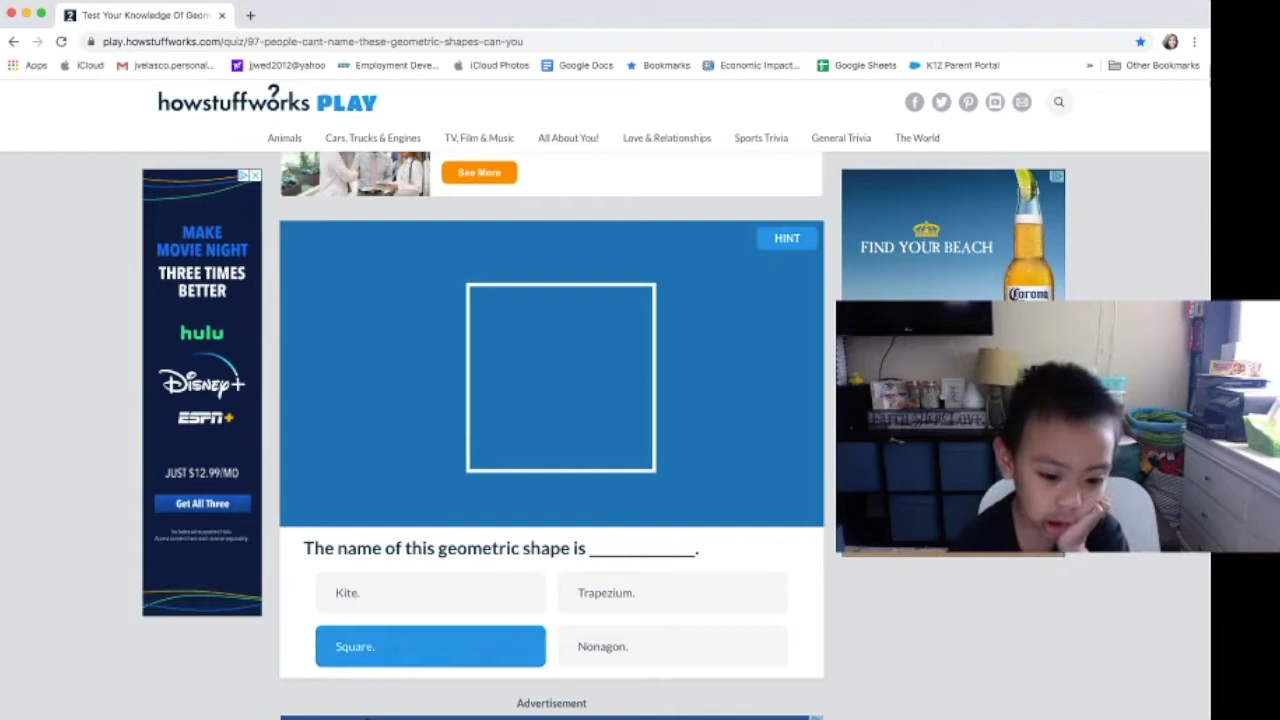 Test Your Knowledge Of Geom
play.howstuffworks.com/quiz/97-people-cant-name-these-geometric-shapes-can-you
Apps iCloud jvelasco.personal... jjwed2012@yahoo Employment Deve... iCloud Photos Google Docs Bookmarks Economic Impact... Google Sheets K12 Parent Portal » Other Bookmarks
howstuffworks PLAY
Animals Cars, Trucks & Engines TV, Film & Music All About You! Love & Relationships Sports Trivia General Trivia The World
See More
MAKE
MOVIE NIGHT
THREE TIMES
BETTER
hulu
Disney+
ESPN+
JUST $12.99/MO
Get All Three
HINT
FIND YOUR BEACH
Corona
The name of this geometric shape is ____________.
Kite.
Trapezium.
Square.
Nonagon.
Advertisement